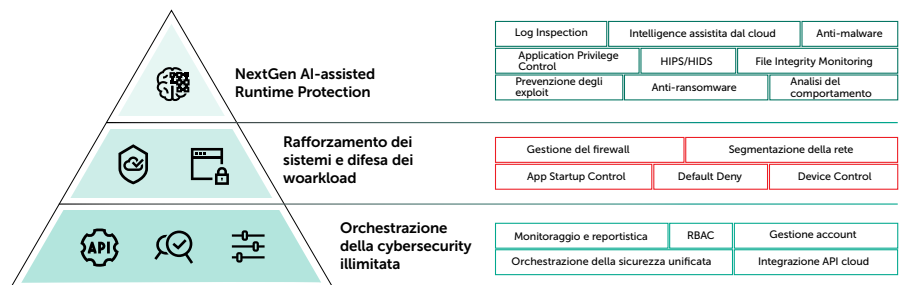 NextGen AI-assisted
Runtime Protection
Log Inspection
Intelligence assistita dal cloud
Anti-malware
Application Privilege
Control
HIPS/HIDS
File Integrity Monitoring
Prevenzione degli
exploit
Anti-ransomware
Analisi del
comportamento
Rafforzamento dei
sistemi e difesa dei
woarkload
Gestione del firewall
Segmentazione della rete
App Startup Control
Default Deny
Device Control
API
Orchestrazione
della cybersecurity
illimitata
Monitoraggio e reportistica
RBAC
Gestione account
Orchestrazione della sicurezza unificata
Integrazione API cloud